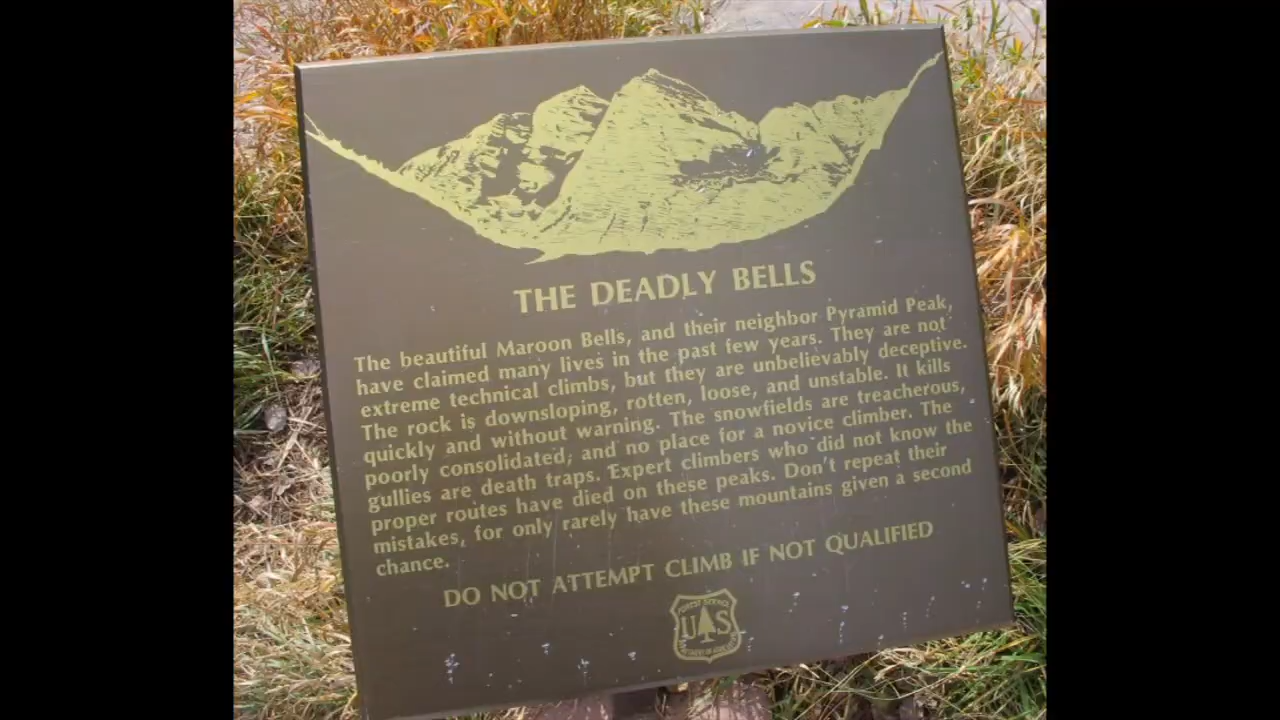 THE DEADLY BELLS
The beautiful Maroon Bells, and their neighbor Pyramid Peak,
have claimed many lives in the past few years. They are not
extreme technical climbs, but they are unbelievably deceptive.
The rock is downsloping, rotten, loose, and unstable. It kills
quickly and without warning. The snowfields are treacherous,
poorly consolidated, and no place for a novice climber. The
gullies are death traps. Expert climbers who did not know the
proper routes have died on these peaks. Don't repeat their
mistakes, for only rarely have these mountains given a second
chance.
DO NOT ATTEMPT CLIMB IF NOT QUALIFIED
FOREST SERVICE
U S
DEPARTMENT OF AGRICULTURE